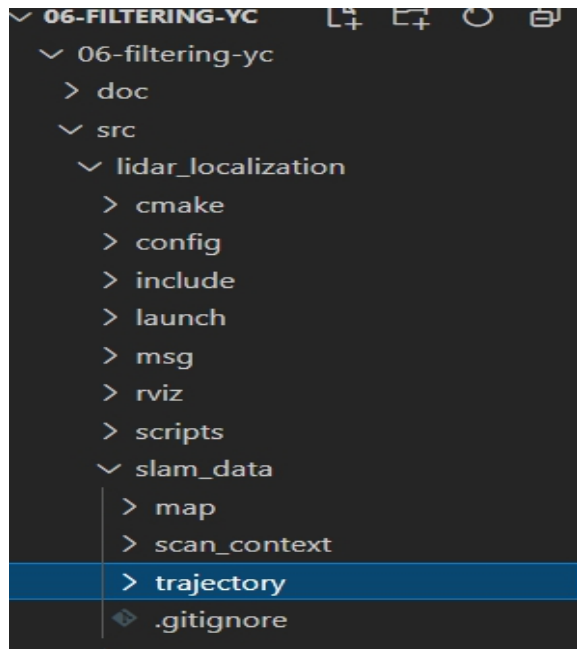 06-FILTERING-YC
06-filtering-yc
doc
src
lidar_localization
cmake
config
include
launch
msg
rviz
scripts
slam_data
map
scan_context
trajectory
.gitignore